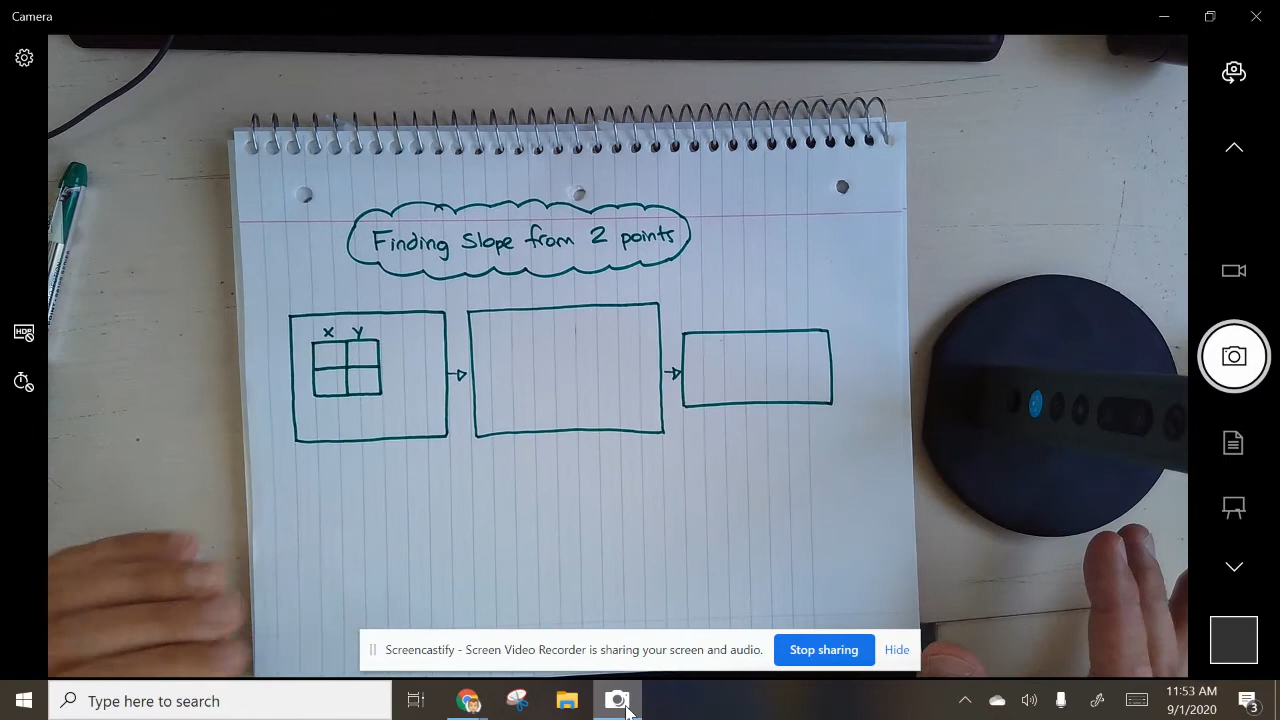 Camera
Finding Slope from 2 points
x y
Screencastify - Screen Video Recorder is sharing your screen and audio.
Stop sharing
Hide
Type here to search
11:53 AM
9/1/2020
3